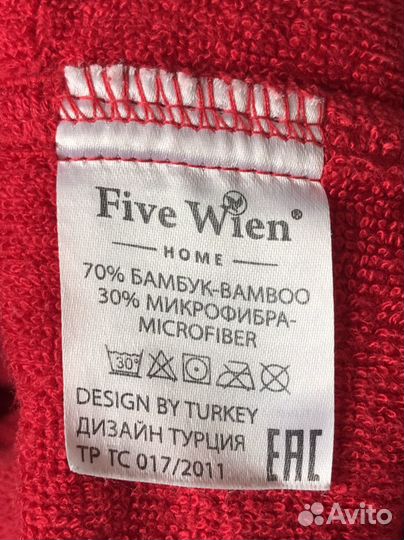 Five Wien®
HOME
70% БАМБУК-BAMBOO
30% МИКРОФИБРА-
MICROFIBER
30°
DESIGN BY TURKEY
ДИЗАЙН ТУРЦИЯ
ТР ТС 017/2011
EAC
Avito